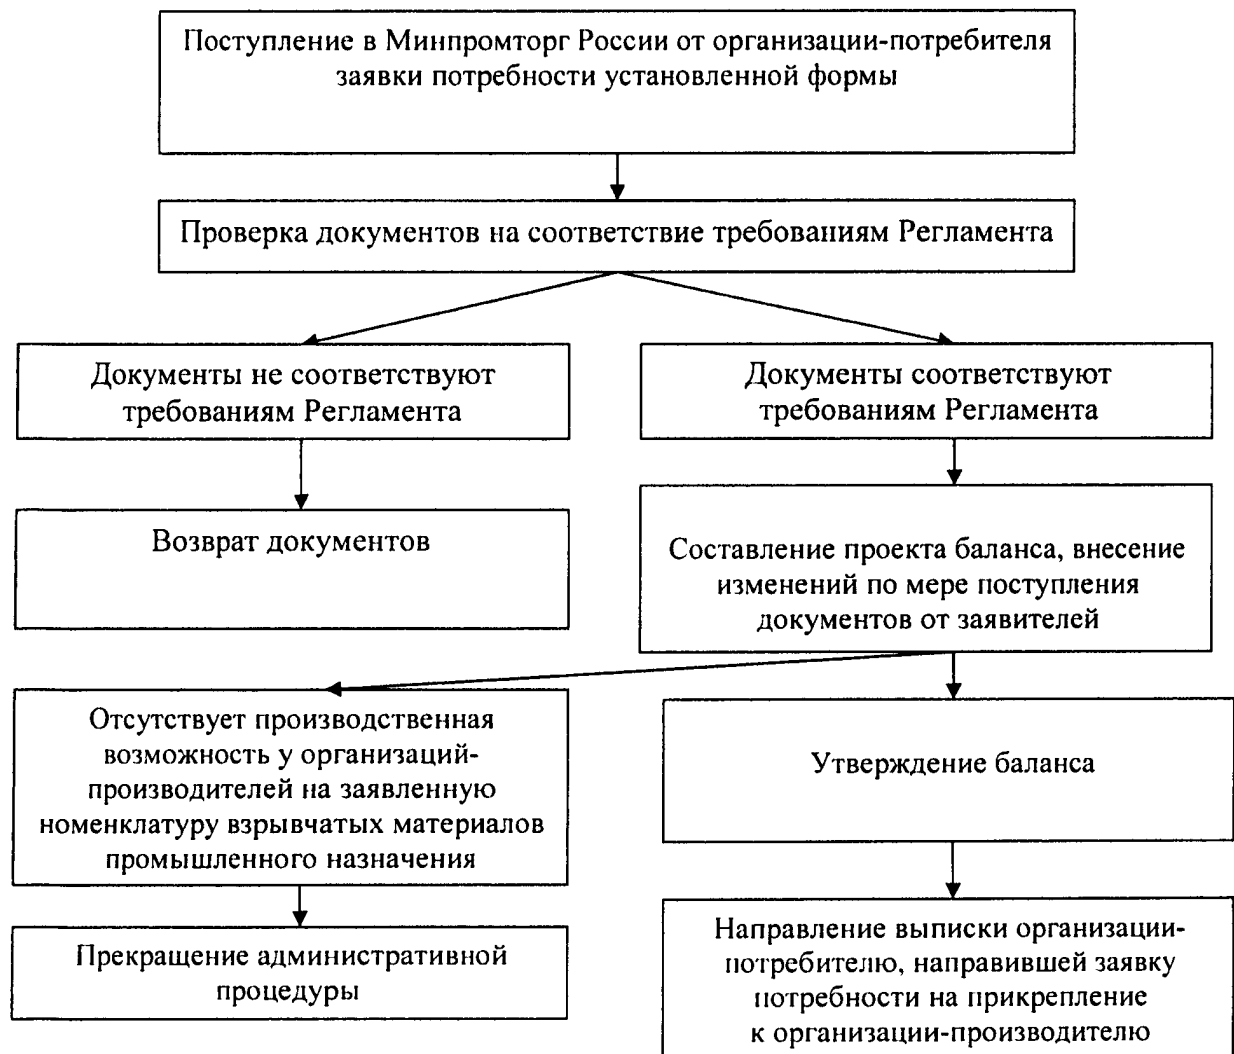 Поступление в Минпромторг России от организации-потребителя
заявки потребности установленной формы
Проверка документов на соответствие требованиям Регламента
Документы не соответствуют
требованиям Регламента
Документы соответствуют
требованиям Регламента
Возврат документов
Составление проекта баланса, внесение
изменений по мере поступления
документов от заявителей
Отсутствует производственная
возможность у организаций-
производителей на заявленную
номенклатуру взрывчатых материалов
промышленного назначения
Утверждение баланса
Прекращение административной
процедуры
Направление выписки организации-
потребителю, направившей заявку
потребности на прикрепление
к организации-производителю